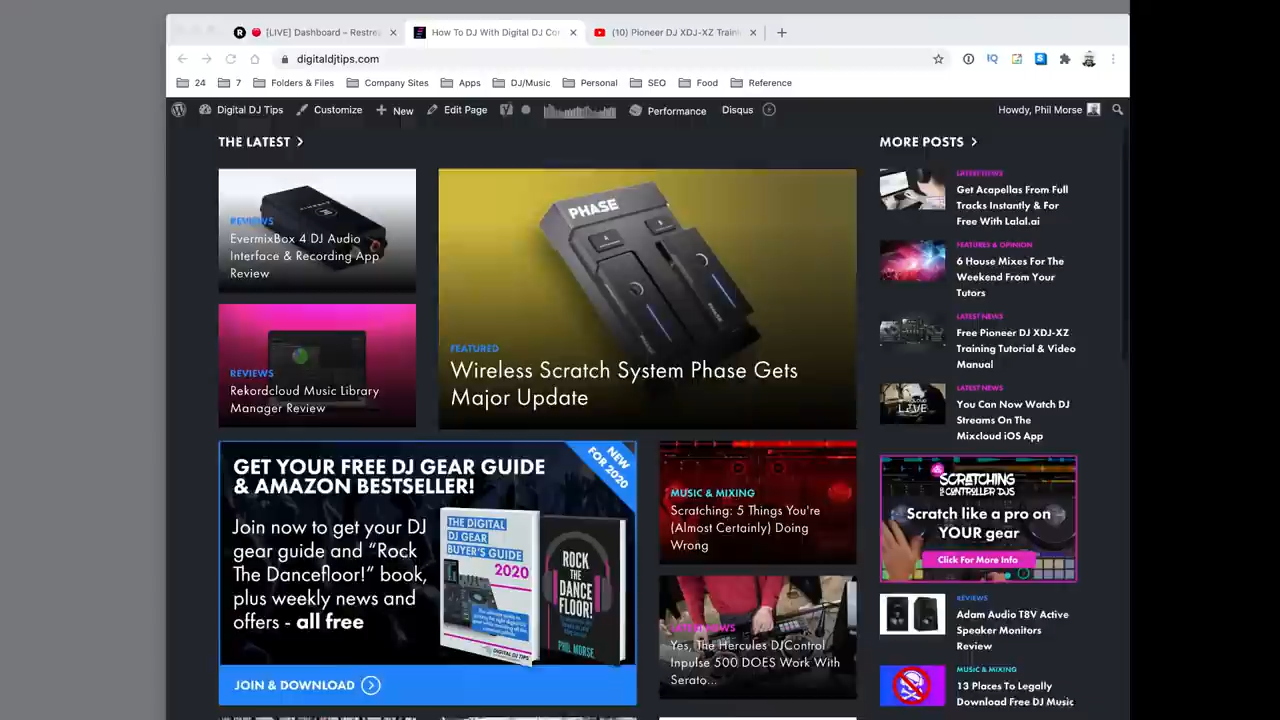 [LIVE] Dashboard – Restre
How To DJ With Digital DJ Co
(10) Pioneer DJ XDJ-XZ Traini
digitaldjtips.com
24
7
Folders & Files
Company Sites
Apps
DJ/Music
Personal
SEO
Food
Reference
Digital DJ Tips
Customize
New
Edit Page
Performance
Disqus
Howdy, Phil Morse
THE LATEST
REVIEWS
EvermixBox 4 DJ Audio
Interface & Recording App
Review
REVIEWS
Rekordcloud Music Library
Manager Review
PHASE
FEATURED
Wireless Scratch System Phase Gets
Major Update
GET YOUR FREE DJ GEAR GUIDE
& AMAZON BESTSELLER!
NEW
FOR 2020
Join now to get your DJ
gear guide and “Rock
The Dancefloor!” book,
plus weekly news and
offers - all free
THE DIGITAL
DJ GEAR
BUYER'S GUIDE
2020
DIGITAL DJ TIPS
ROCK
THE
DANCE
FLOOR!
PHIL MORSE
JOIN & DOWNLOAD
MUSIC & MIXING
Scratching: 5 Things You're
(Almost Certainly) Doing
Wrong
LATEST NEWS
Yes, The Hercules DJControl
Inpulse 500 DOES Work With
Serato...
MORE POSTS
LATEST NEWS
Get Acapellas From Full
Tracks Instantly & For
Free With Lalal.ai
FEATURES & OPINION
6 House Mixes For The
Weekend From Your
Tutors
LATEST NEWS
Free Pioneer DJ XDJ-XZ
Training Tutorial & Video
Manual
LATEST NEWS
You Can Now Watch DJ
Streams On The
Mixcloud iOS App
LIVE
SCRATCHING
FOR CONTROLLER DJS
Scratch like a pro on
YOUR gear
Click For More Info
REVIEWS
Adam Audio T8V Active
Speaker Monitors
Review
MUSIC & MIXING
13 Places To Legally
Download Free DJ Music